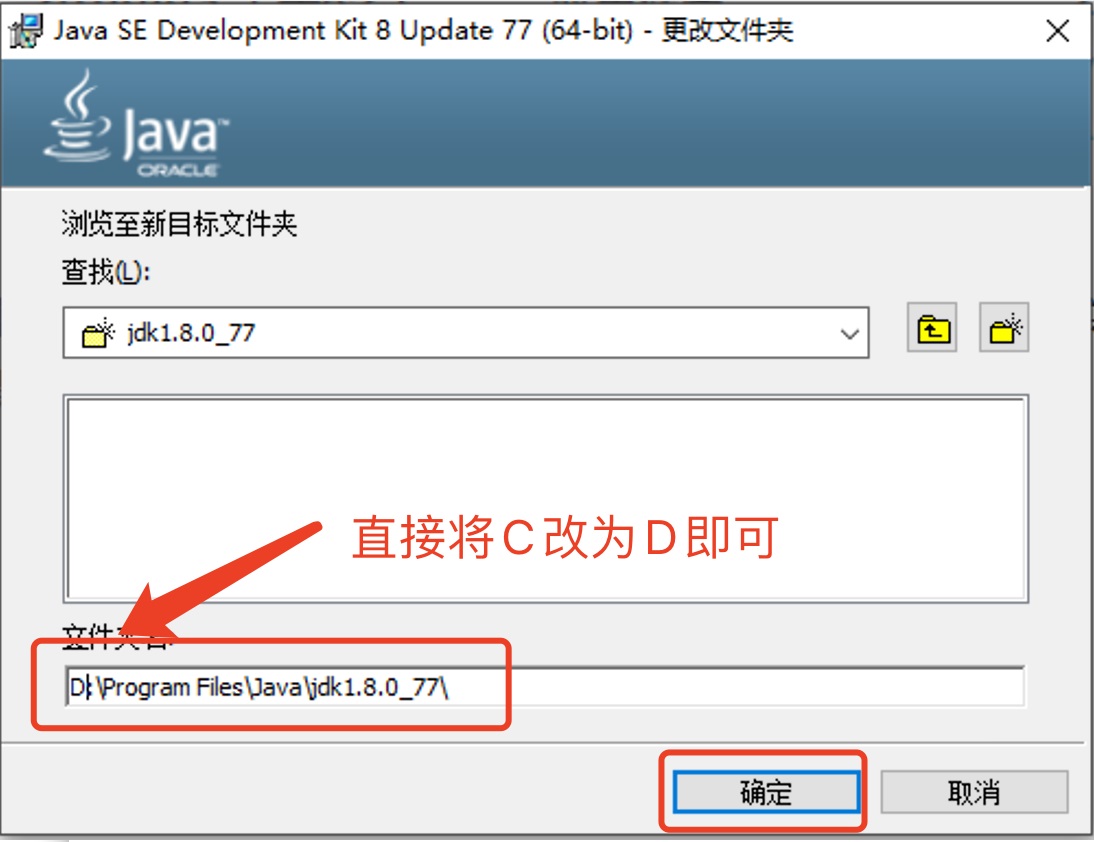 Java SE Development Kit 8 Update 77 (64-bit) - 更改文件夹
Java™
ORACLE
浏览至新目标文件夹
查找(L):
jdk1.8.0_77
直接将C改为D即可
文件夹名:
D:\Program Files\Java\jdk1.8.0_77\
确定
取消